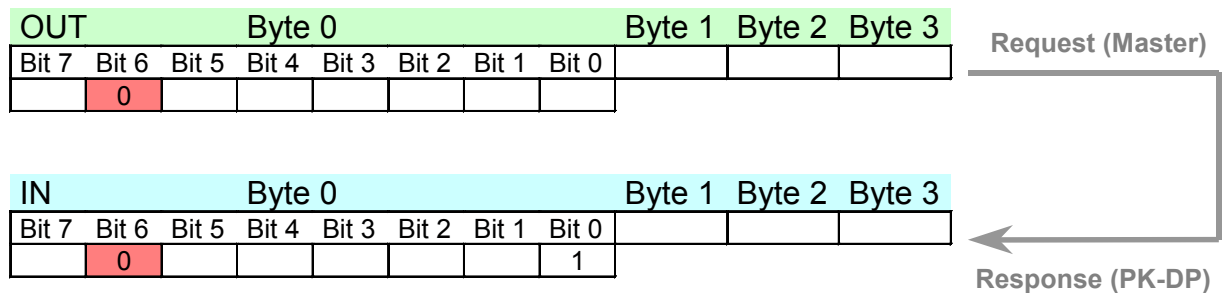 OUT Byte 0 Byte 1 Byte 2 Byte 3
Request (Master)
Bit 7 Bit 6 Bit 5 Bit 4 Bit 3 Bit 2 Bit 1 Bit 0
0
IN Byte 0 Byte 1 Byte 2 Byte 3
Bit 7 Bit 6 Bit 5 Bit 4 Bit 3 Bit 2 Bit 1 Bit 0
0 1
Response (PK-DP)